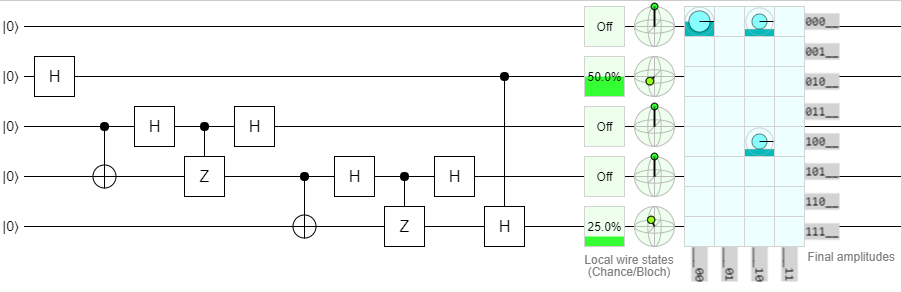 |0⟩ Off 000__
001__
|0⟩ H 50.0% 010__
011__
|0⟩ H H Off 100__
|0⟩ Z H H Off 101__
110__
|0⟩ Z H 25.0% 111__
Local wire states
(Chance/Bloch)
__00 __01 __10 __11
Final amplitudes